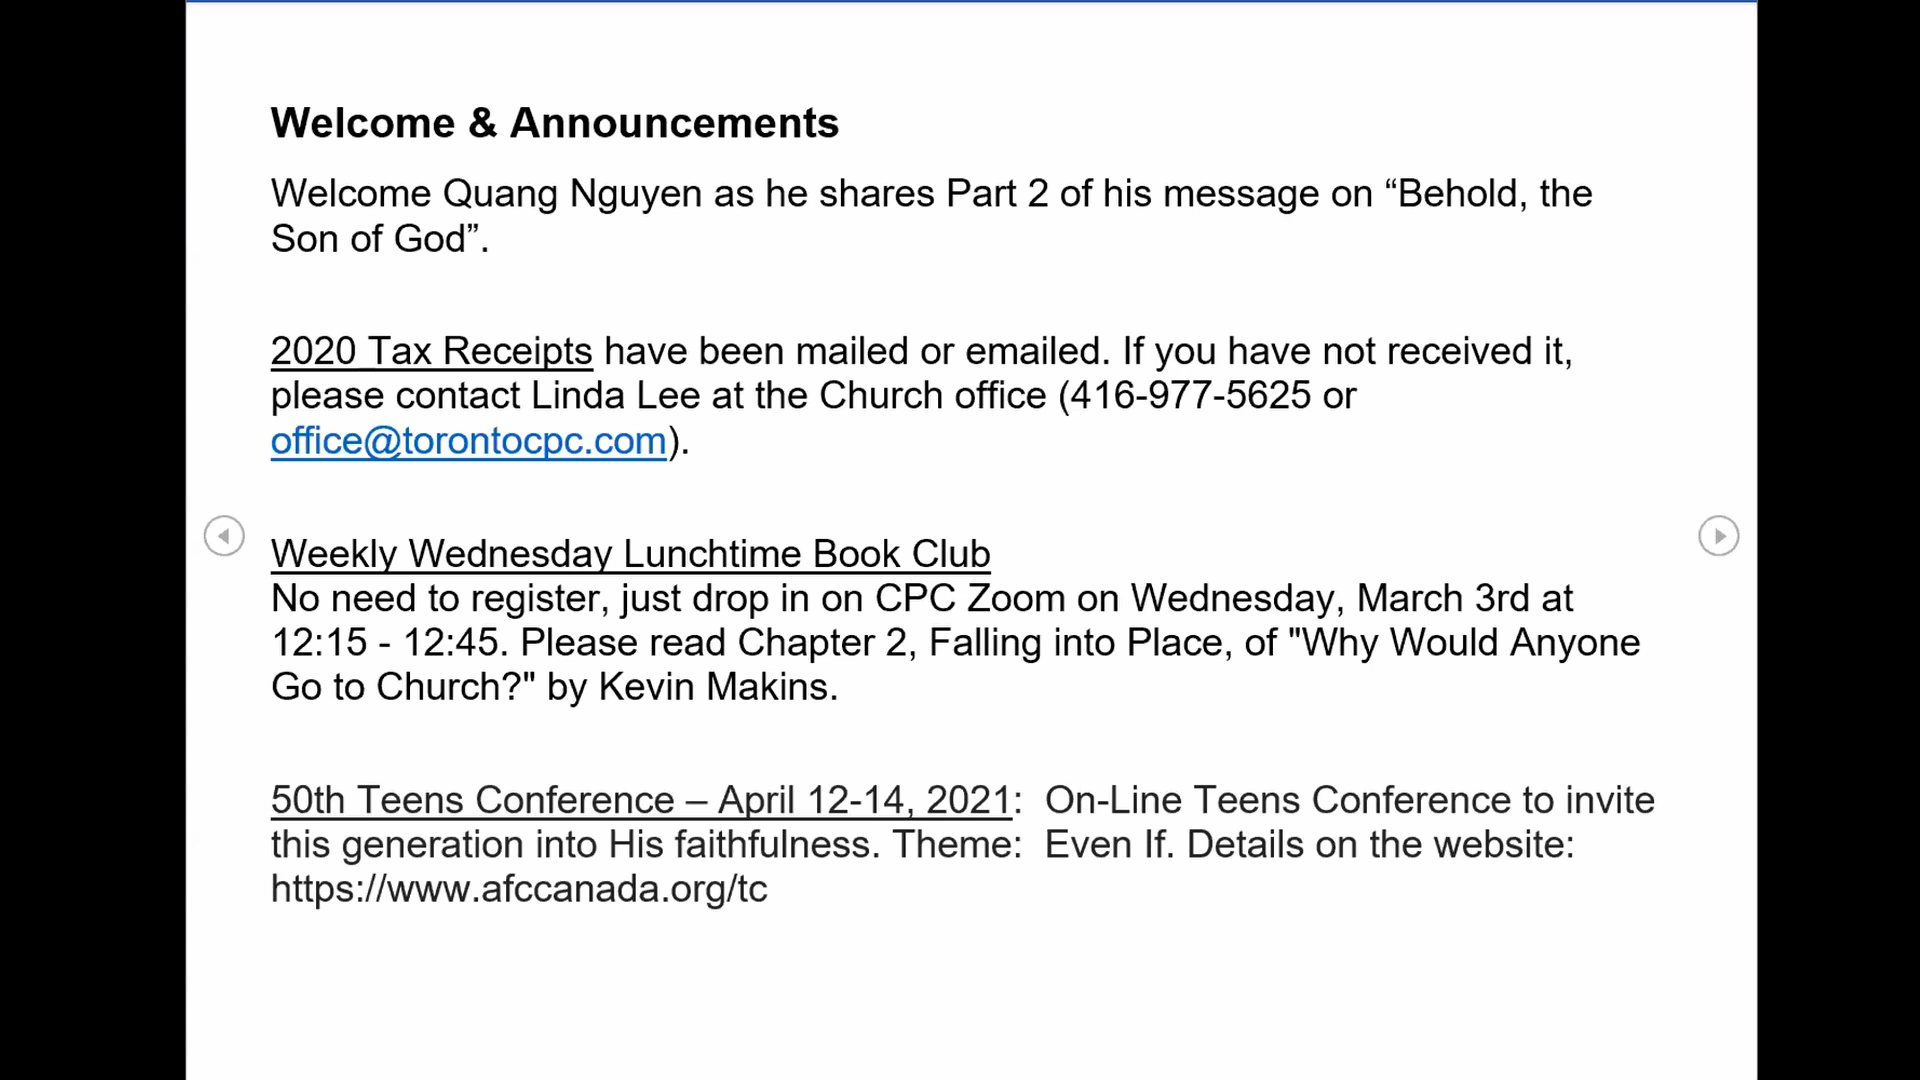 Welcome & Announcements
Welcome Quang Nguyen as he shares Part 2 of his message on “Behold, the
Son of God”.
2020 Tax Receipts have been mailed or emailed. If you have not received it,
please contact Linda Lee at the Church office (416-977-5625 or
office@torontocpc.com).
Weekly Wednesday Lunchtime Book Club
No need to register, just drop in on CPC Zoom on Wednesday, March 3rd at
12:15 - 12:45. Please read Chapter 2, Falling into Place, of "Why Would Anyone
Go to Church?" by Kevin Makins.
50th Teens Conference – April 12-14, 2021:  On-Line Teens Conference to invite
this generation into His faithfulness. Theme:  Even If. Details on the website:
https://www.afccanada.org/tc